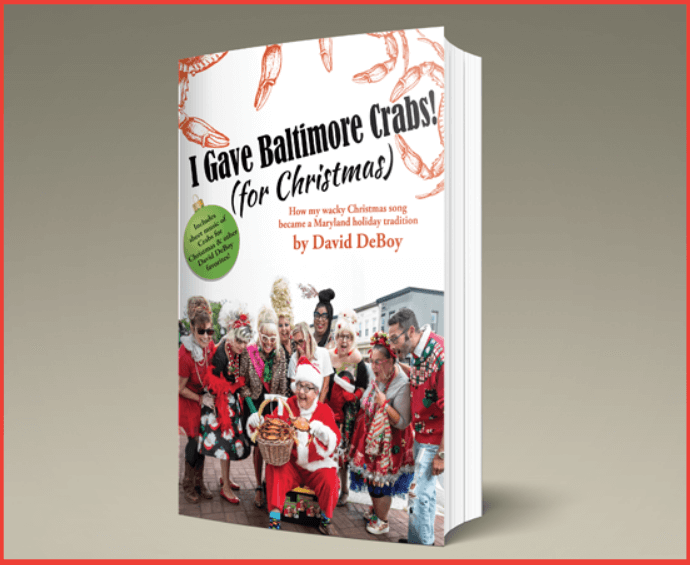 I Gave Baltimore Crabs!
(for Christmas)
How my wacky Christmas song
became a Maryland holiday tradition
by David DeBoy
Includes
sheet music of
Crabs for
Christmas & other
David DeBoy
favorites!